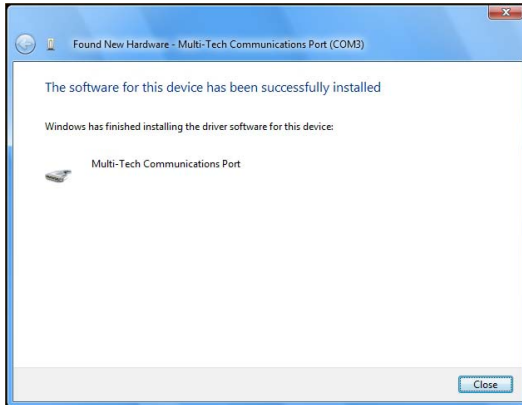 Found New Hardware - Multi-Tech Communications Port (COM3)
The software for this device has been successfully installed
Windows has finished installing the driver software for this device:
Multi-Tech Communications Port
Close